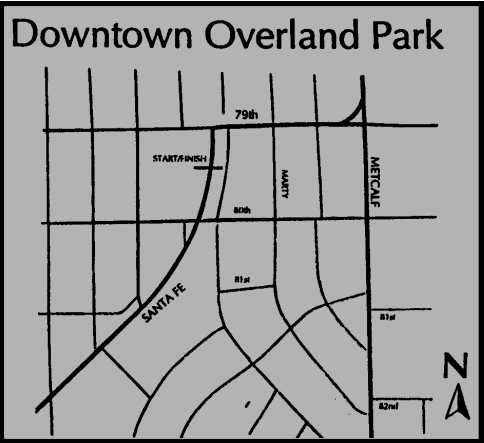 Downtown Overland Park
79th
START/FINISH
MARTY
METCALF
80th
81st
SANTA FE
81st
N
82nd